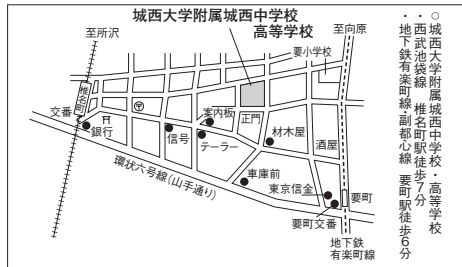 ○城西大学附属城西中学校・高等学校
・西武池袋線 椎名町駅徒歩7分
・地下鉄有楽町線・副都心線 要町駅徒歩6分
城西大学附属城西中学校
高等学校
至所沢
至向原
要小学校
椎名町
交番
銀行
案内板
正門
信号
テーラー
材木屋
酒屋
環状六号線(山手通り)
車庫前
東京信金
要町
要町交番
地下鉄
有楽町線